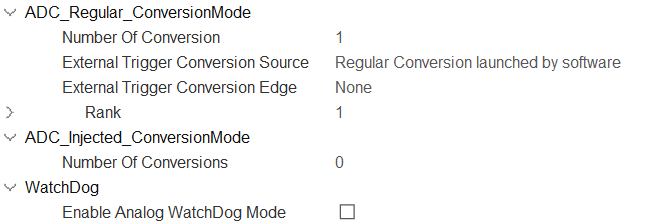 ADC_Regular_ConversionMode
Number Of Conversion 1
External Trigger Conversion Source Regular Conversion launched by software
External Trigger Conversion Edge None
Rank 1
ADC_Injected_ConversionMode
Number Of Conversions 0
WatchDog
Enable Analog WatchDog Mode